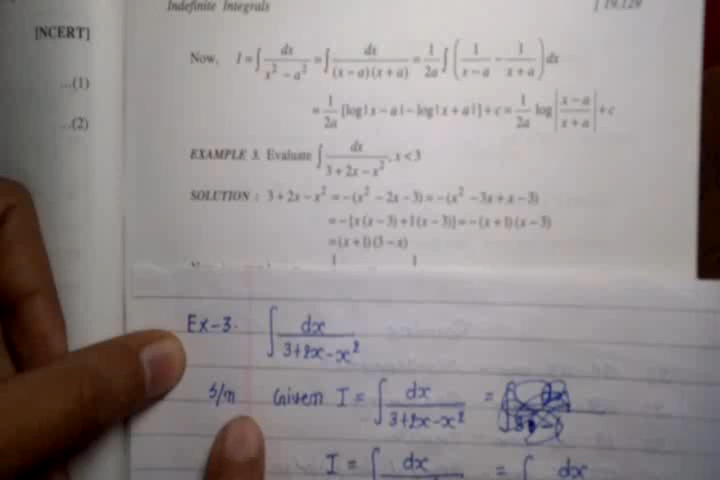 Indefinite Integrals
[ 19.129
[NCERT]
...(1)
...(2)
Now, I = ∫ dx/(x² − a²) = ∫ dx/((x − a)(x + a)) = 1/2a ∫ (1/(x − a) − 1/(x + a)) dx
= 1/2a [log|x − a| − log|x + a|] + c = 1/2a log |(x − a)/(x + a)| + c
EXAMPLE 3. Evaluate ∫ dx/(3 + 2x − x²), x < 3
SOLUTION : 3 + 2x − x² = −(x² − 2x − 3) = −(x² − 3x + x − 3)
= −{x(x − 3) + 1(x − 3)} = −(x + 1)(x − 3)
= (x + 1)(3 − x)
Ex-3. ∫ dx/(3+2x−x²)
S/n Given I = ∫ dx/(3+2x−x²) =
I = ∫ dx = ∫ dx